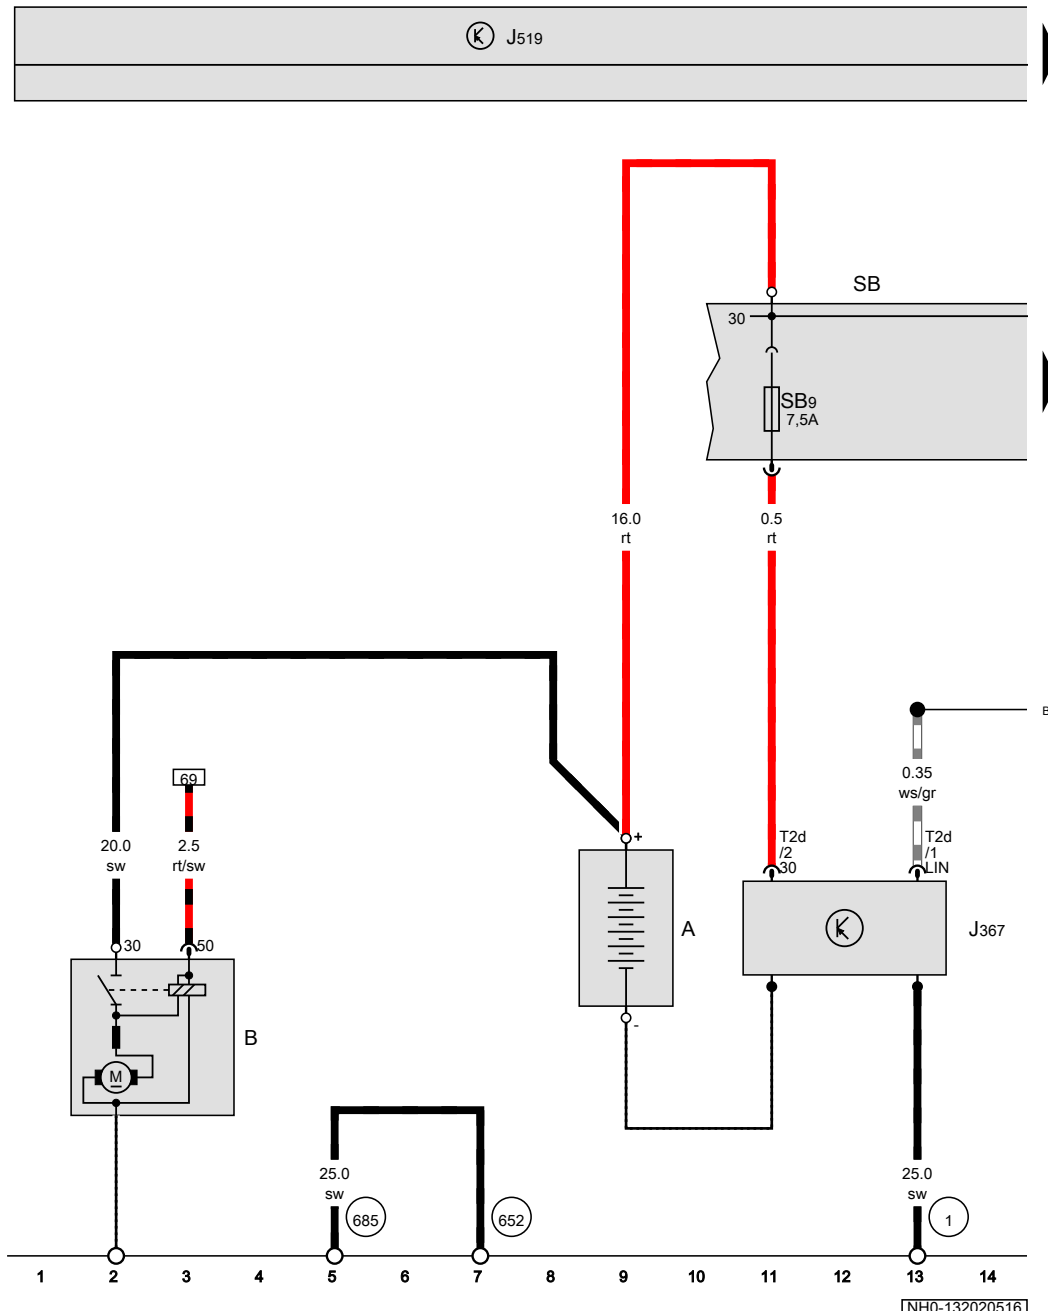 J519
SB
30
SB9
7,5A
16.0
rt
0.5
rt
B
69
0.35
ws/gr
20.0
sw
2.5
rt/sw
+
T2d
/2
30
T2d
/1
LIN
A
J367
30
50
B
M
-
25.0
sw
685
652
25.0
sw
1
1 2 3 4 5 6 7 8 9 10 11 12 13 14
NH0-132020516